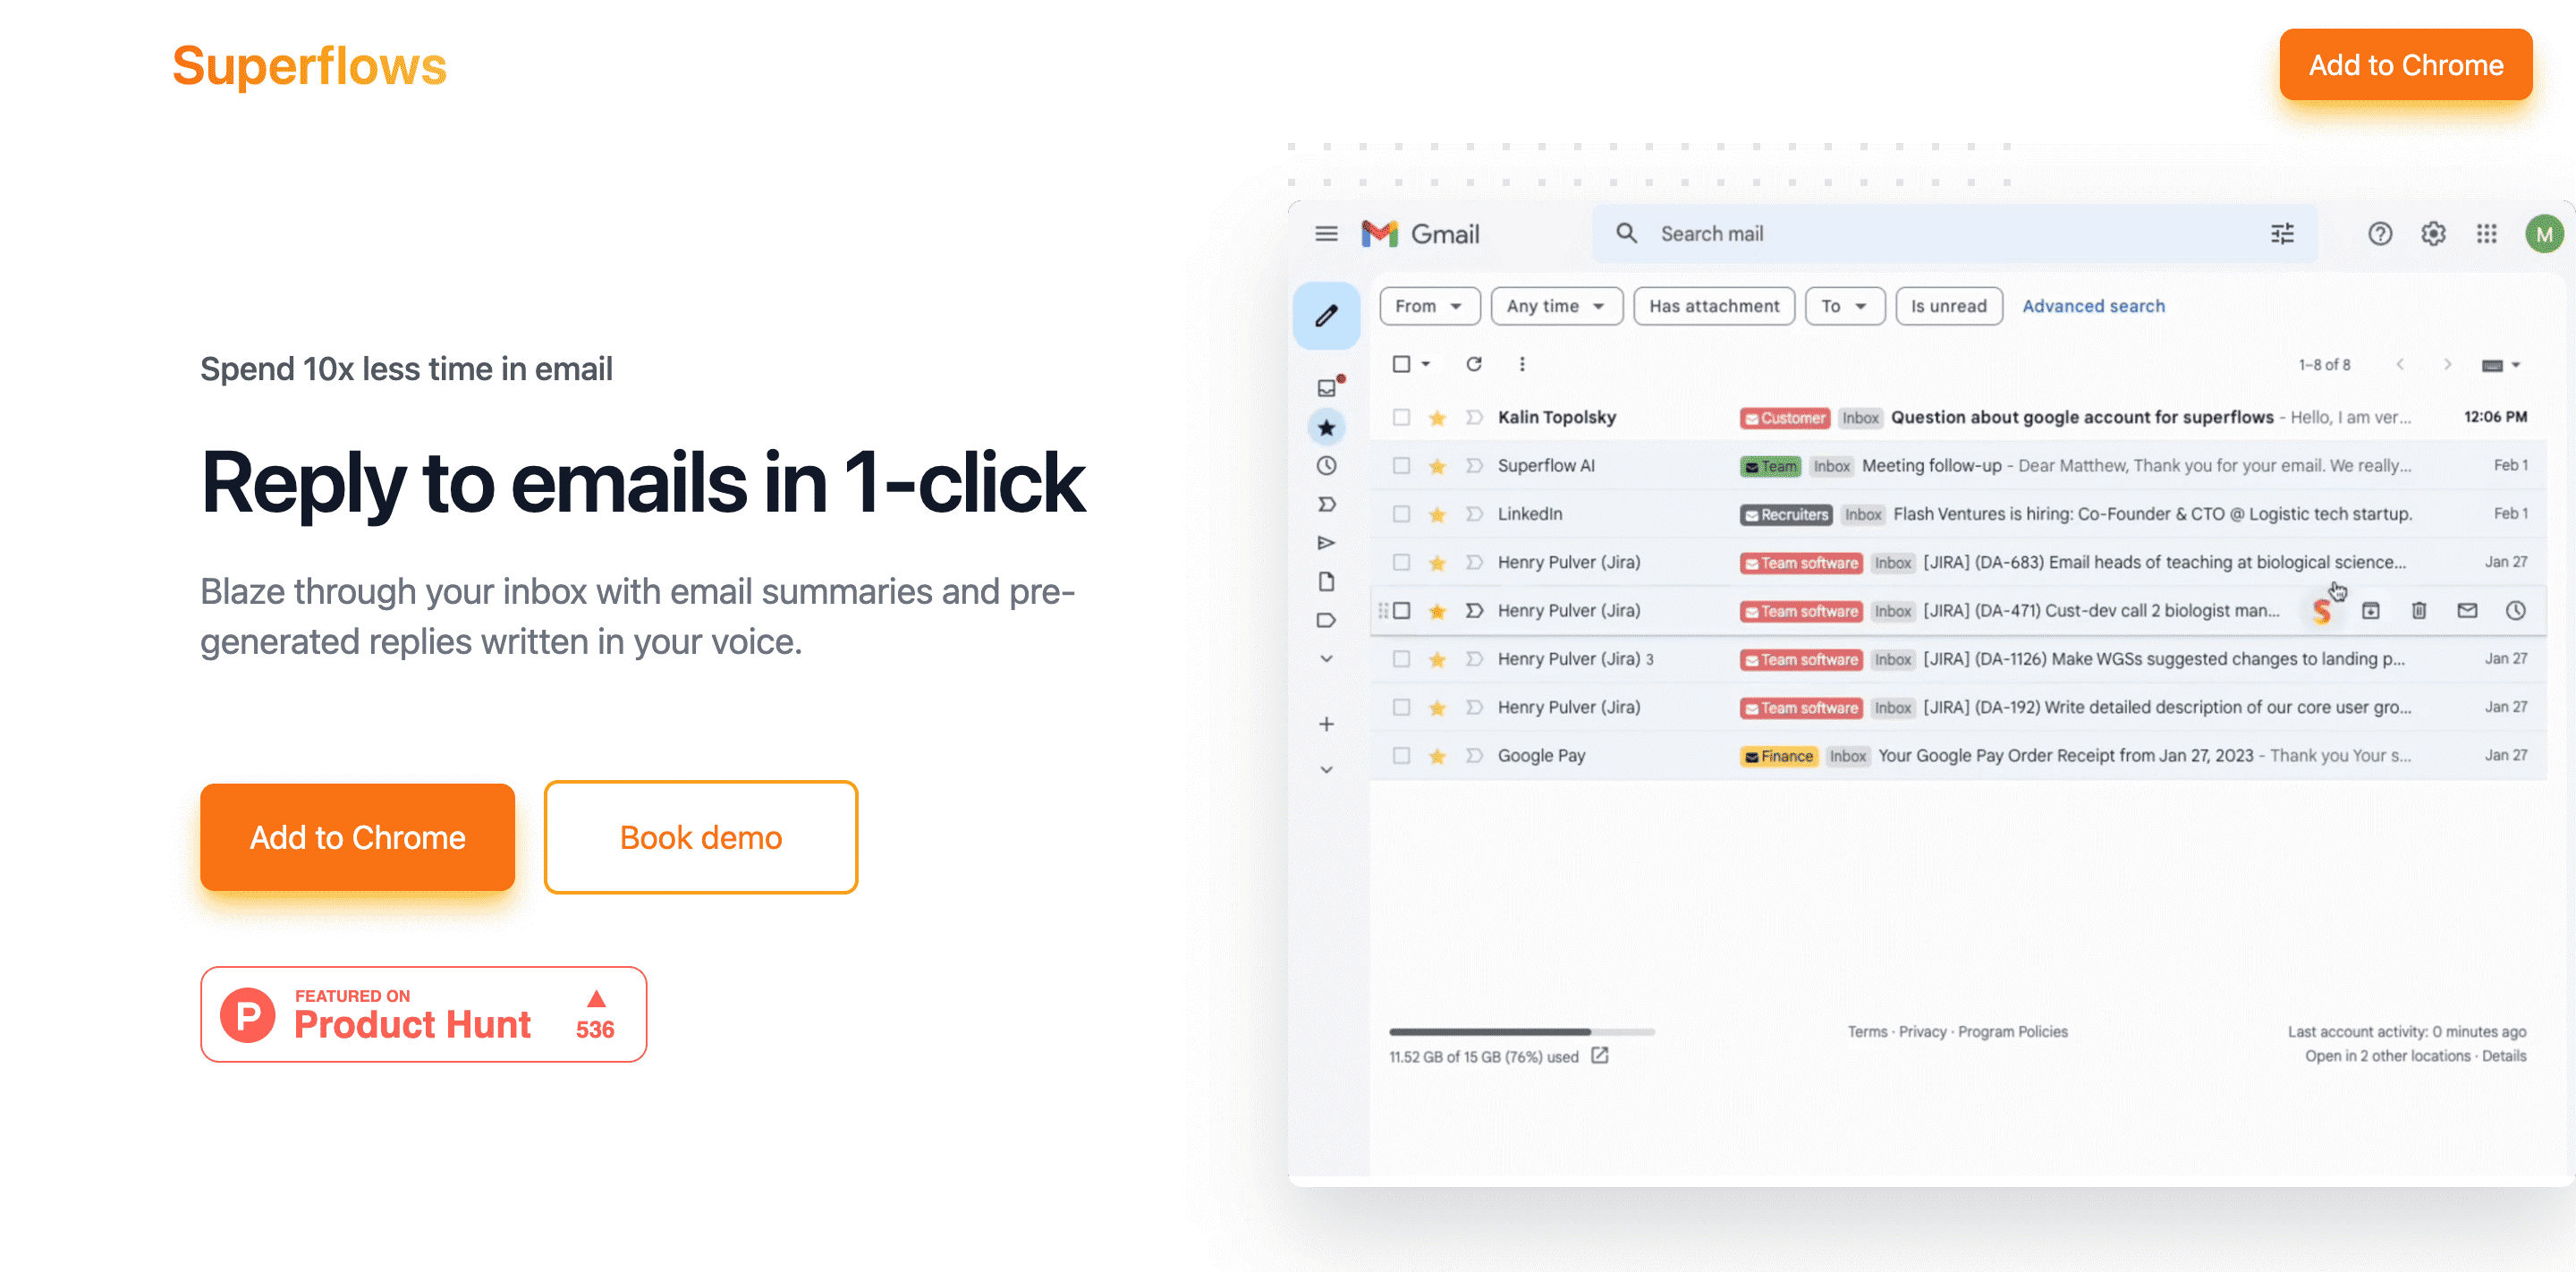 Superflows
Add to Chrome
Spend 10x less time in email
Reply to emails in 1-click
Blaze through your inbox with email summaries and pre-
generated replies written in your voice.
Add to Chrome
Book demo
P
FEATURED ON
Product Hunt
536
Gmail
Search mail
M
From
Any time
Has attachment
To
Is unread
Advanced search
1–8 of 8
Kalin Topolsky Customer Inbox Question about google account for superflows - Hello, I am ver... 12:06 PM
Superflow AI Team Inbox Meeting follow-up - Dear Matthew, Thank you for your email. We really... Feb 1
LinkedIn Recruiters Inbox Flash Ventures is hiring: Co-Founder & CTO @ Logistic tech startup. Feb 1
Henry Pulver (Jira) Team software Inbox [JIRA] (DA-683) Email heads of teaching at biological science... Jan 27
Henry Pulver (Jira) Team software Inbox [JIRA] (DA-471) Cust-dev call 2 biologist man... S
Henry Pulver (Jira) 3 Team software Inbox [JIRA] (DA-1126) Make WGSs suggested changes to landing p... Jan 27
Henry Pulver (Jira) Team software Inbox [JIRA] (DA-192) Write detailed description of our core user gro... Jan 27
Google Pay Finance Inbox Your Google Pay Order Receipt from Jan 27, 2023 - Thank you Your s... Jan 27
11.52 GB of 15 GB (76%) used
Terms · Privacy · Program Policies
Last account activity: 0 minutes ago
Open in 2 other locations · Details